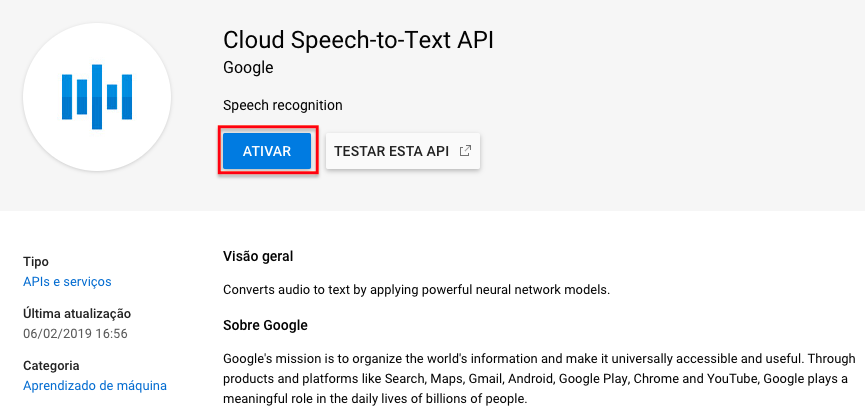 Cloud Speech-to-Text API
Google
Speech recognition
ATIVAR
TESTAR ESTA API
Tipo
APIs e serviços
Última atualização
06/02/2019 16:56
Categoria
Aprendizado de máquina
Visão geral
Converts audio to text by applying powerful neural network models.
Sobre Google
Google's mission is to organize the world's information and make it universally accessible and useful. Through
products and platforms like Search, Maps, Gmail, Android, Google Play, Chrome and YouTube, Google plays a
meaningful role in the daily lives of billions of people.